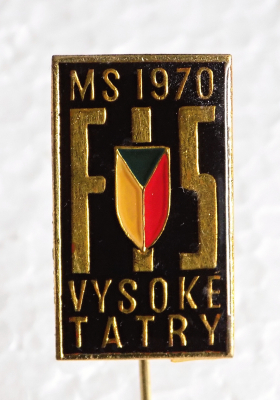 MS 1970
FIS
VYSOKÉ
TATRY